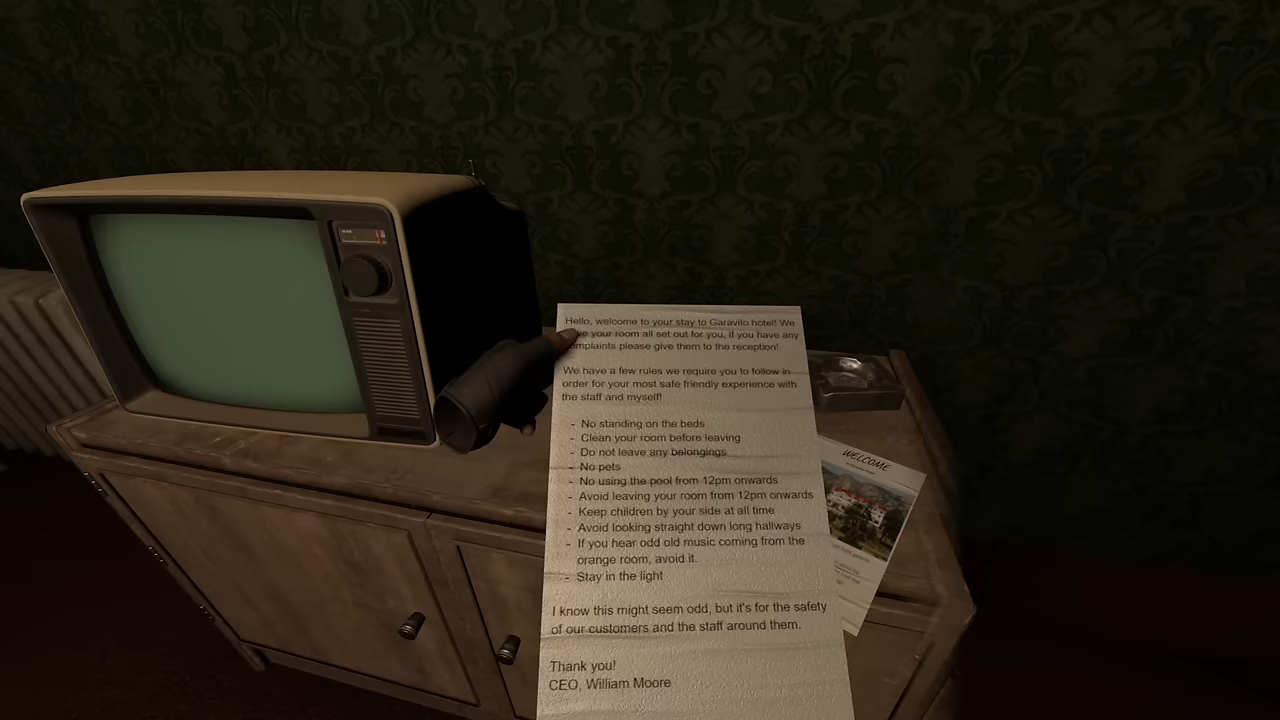 Hello, welcome to your stay to Garavito hotel! We
your room all set out for you, if you have any
please give them to the reception!
We have a few rules we require you to follow in
order for your most safe friendly experience with
the staff and myself!
- No standing on the beds
- Clean your room before leaving
- Do not leave any belongings
- No pets
- No using the pool from 12pm onwards
- Avoid leaving your room from 12pm onwards
- Keep children by your side at all time
- Avoid looking straight down long hallways
- If you hear odd old music coming from the
orange room, avoid it.
- Stay in the light
I know this might seem odd, but it's for the safety
of our customers and the staff around them.
Thank you!
CEO, William Moore
WELCOME